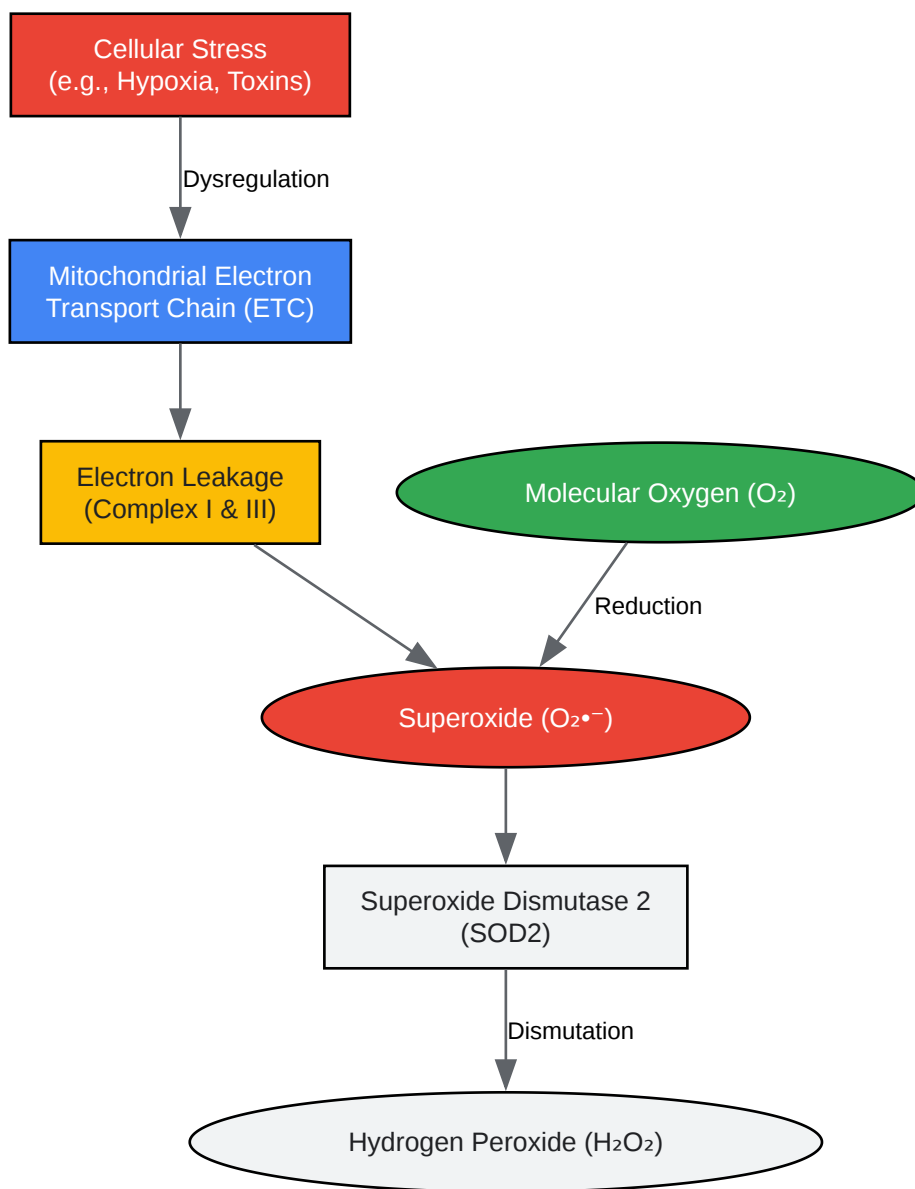 Cellular Stress
(e.g., Hypoxia, Toxins)
Dysregulation
Mitochondrial Electron
Transport Chain (ETC)
Electron Leakage
(Complex I & III)
Molecular Oxygen (O₂)
Reduction
Superoxide (O₂•⁻)
Superoxide Dismutase 2
(SOD2)
Dismutation
Hydrogen Peroxide (H₂O₂)